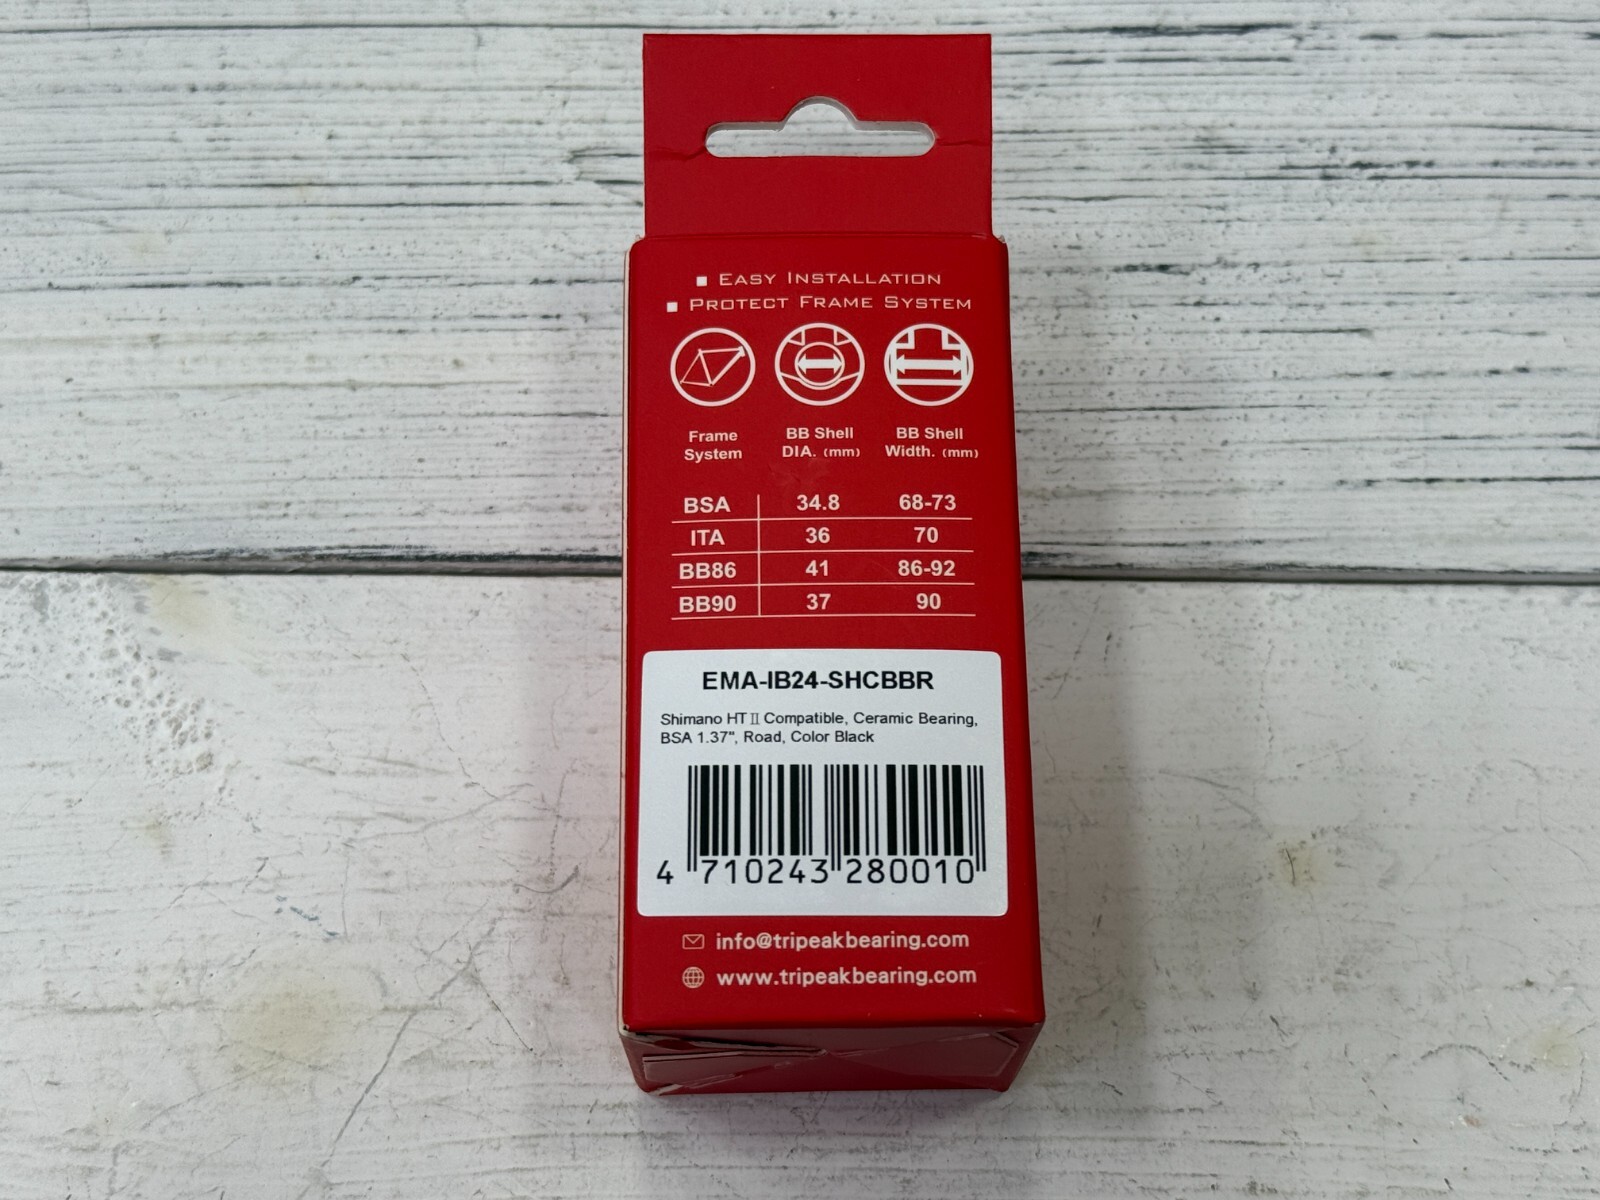 ■ EASY INSTALLATION
■ PROTECT FRAME SYSTEM
Frame System
BB Shell DIA. (mm)
BB Shell Width. (mm)
BSA 34.8 68-73
ITA 36 70
BB86 41 86-92
BB90 37 90
EMA-IB24-SHCBBR
Shimano HTⅡ Compatible, Ceramic Bearing,
BSA 1.37", Road, Color Black
4 710243 280010
info@tripeakbearing.com
www.tripeakbearing.com